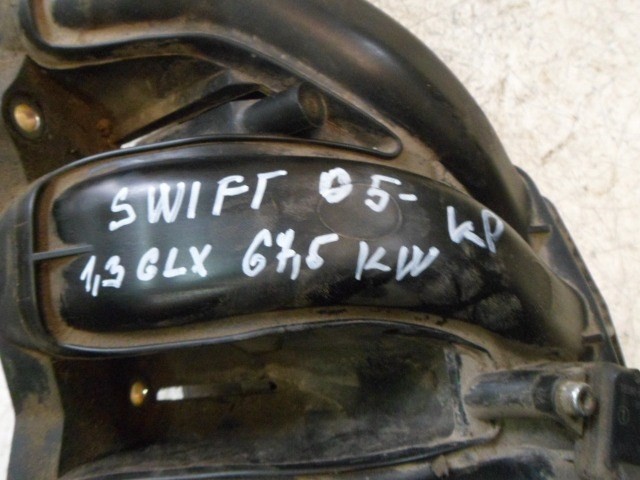 SWIFT 05- KP
1,3 GLX 67,5 KW